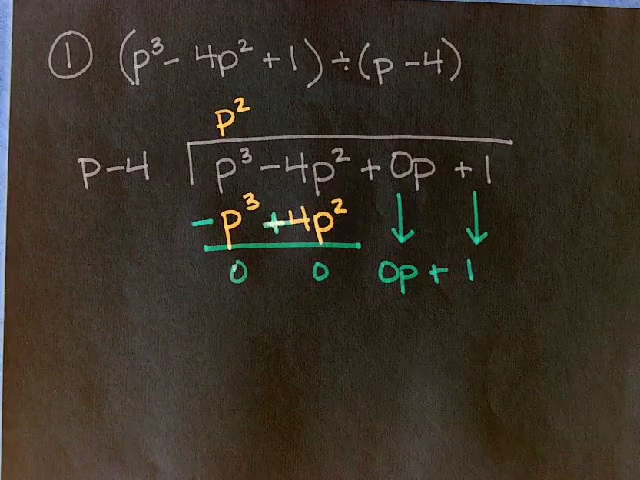 ① (p³ - 4p² + 1) ÷ (p - 4)
p²
p - 4 p³ - 4p² + 0p + 1
- p³ + 4p²
0 0 0p + 1